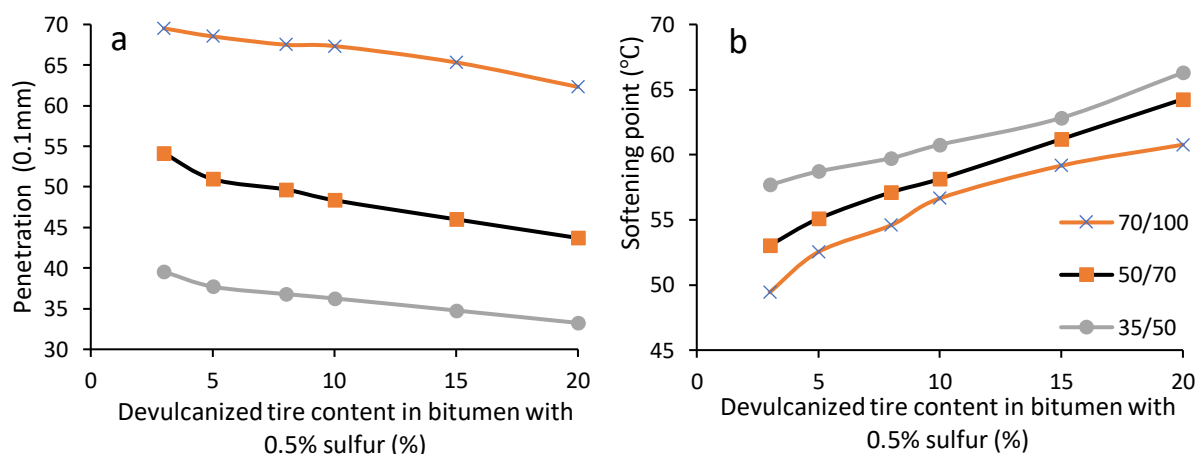 a
Penetration (0.1mm)
70
65
60
55
50
45
40
35
30
0 5 10 15 20
Devulcanized tire content in bitumen with
0.5% sulfur (%)
b
Softening point (°C)
70
65
60
55
50
45
0 5 10 15 20
70/100
50/70
35/50
Devulcanized tire content in bitumen with
0.5% sulfur (%)